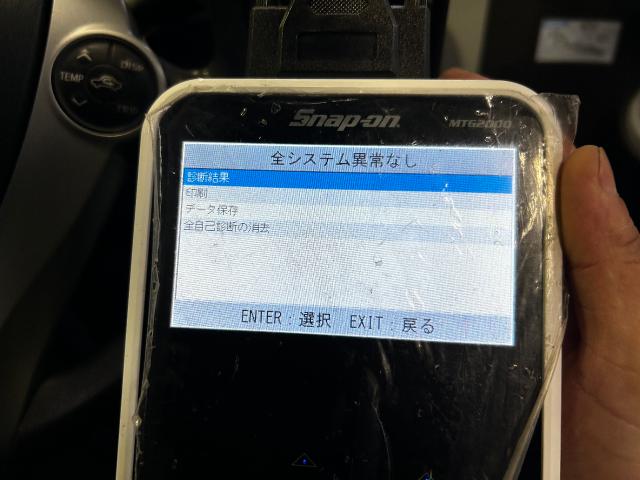 DISP
TEMP
Snap-on
MTG2000
全システム異常なし
診断結果
印刷
データ保存
全自己診断の消去
ENTER：選択　EXIT：戻る